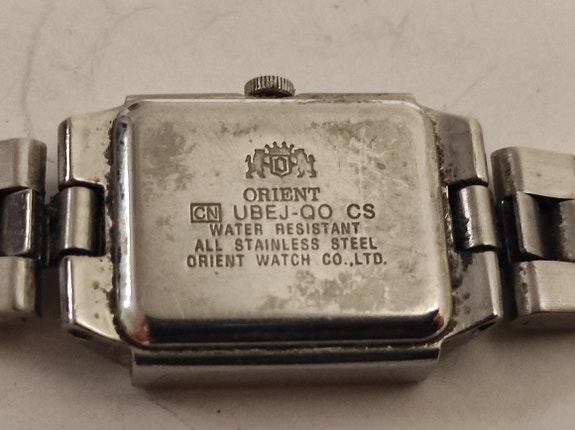 ORIENT
CN UBEJ-QO CS
WATER RESISTANT
ALL STAINLESS STEEL
ORIENT WATCH CO.,LTD.